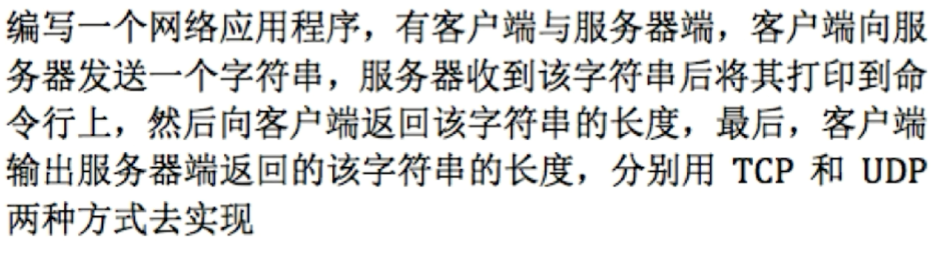 编写一个网络应用程序，有客户端与服务器端，客户端向服
务器发送一个字符串，服务器收到该字符串后将其打印到命
令行上，然后向客户端返回该字符串的长度，最后，客户端
输出服务器端返回的该字符串的长度，分别用 TCP 和 UDP
两种方式去实现